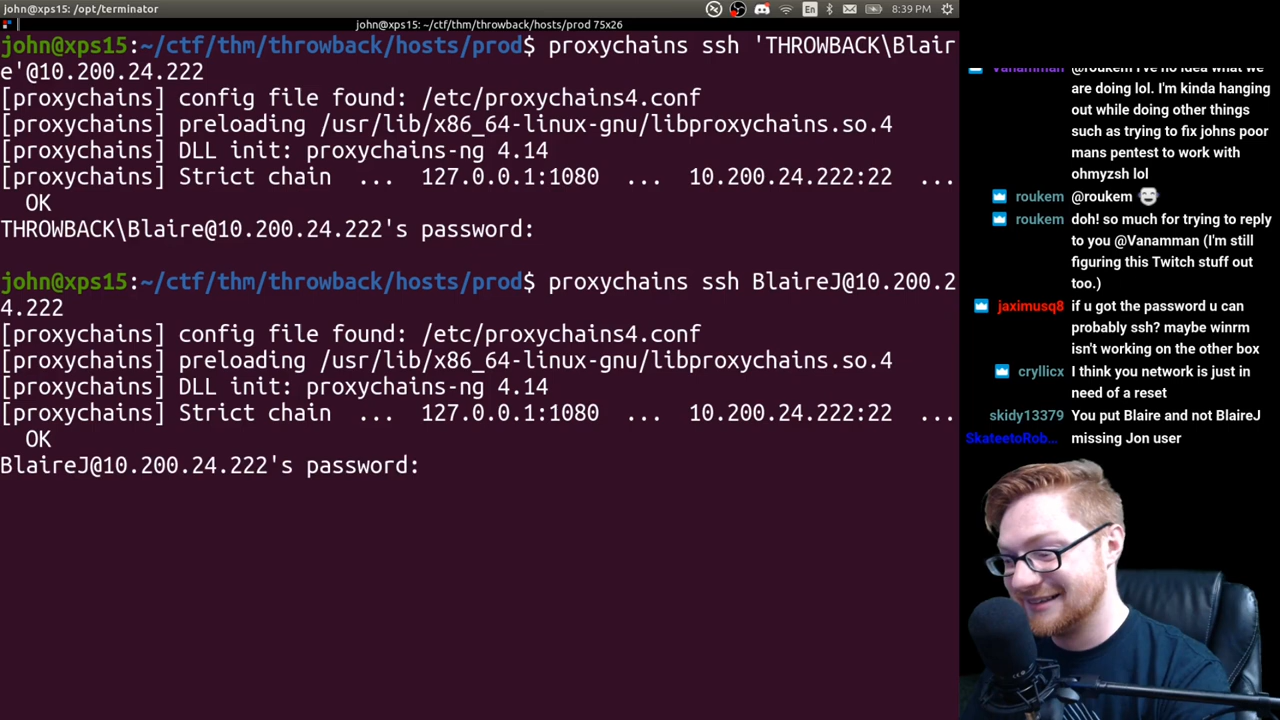 john@xps15: /opt/terminator
En
8:39 PM
john@xps15: ~/ctf/thm/throwback/hosts/prod 75x26
john@xps15:~/ctf/thm/throwback/hosts/prod$ proxychains ssh 'THROWBACK\Blair
e'@10.200.24.222
[proxychains] config file found: /etc/proxychains4.conf
[proxychains] preloading /usr/lib/x86_64-linux-gnu/libproxychains.so.4
[proxychains] DLL init: proxychains-ng 4.14
[proxychains] Strict chain  ...  127.0.0.1:1080  ...  10.200.24.222:22  ...
  OK
THROWBACK\Blaire@10.200.24.222's password:
john@xps15:~/ctf/thm/throwback/hosts/prod$ proxychains ssh BlaireJ@10.200.2
4.222
[proxychains] config file found: /etc/proxychains4.conf
[proxychains] preloading /usr/lib/x86_64-linux-gnu/libproxychains.so.4
[proxychains] DLL init: proxychains-ng 4.14
[proxychains] Strict chain  ...  127.0.0.1:1080  ...  10.200.24.222:22  ...
  OK
BlaireJ@10.200.24.222's password:
Vanamman @roukem I've no idea what we
are doing lol. I'm kinda hanging
out while doing other things
such as trying to fix johns poor
mans pentest to work with
ohmyzsh lol
roukem @roukem
roukem doh! so much for trying to reply
to you @Vanamman (I'm still
figuring this Twitch stuff out
too.)
jaximusq8 if u got the password u can
probably ssh? maybe winrm
isn't working on the other box
cryllicx I think you network is just in
need of a reset
skidy13379 You put Blaire and not BlaireJ
SkateetoRob... missing Jon user